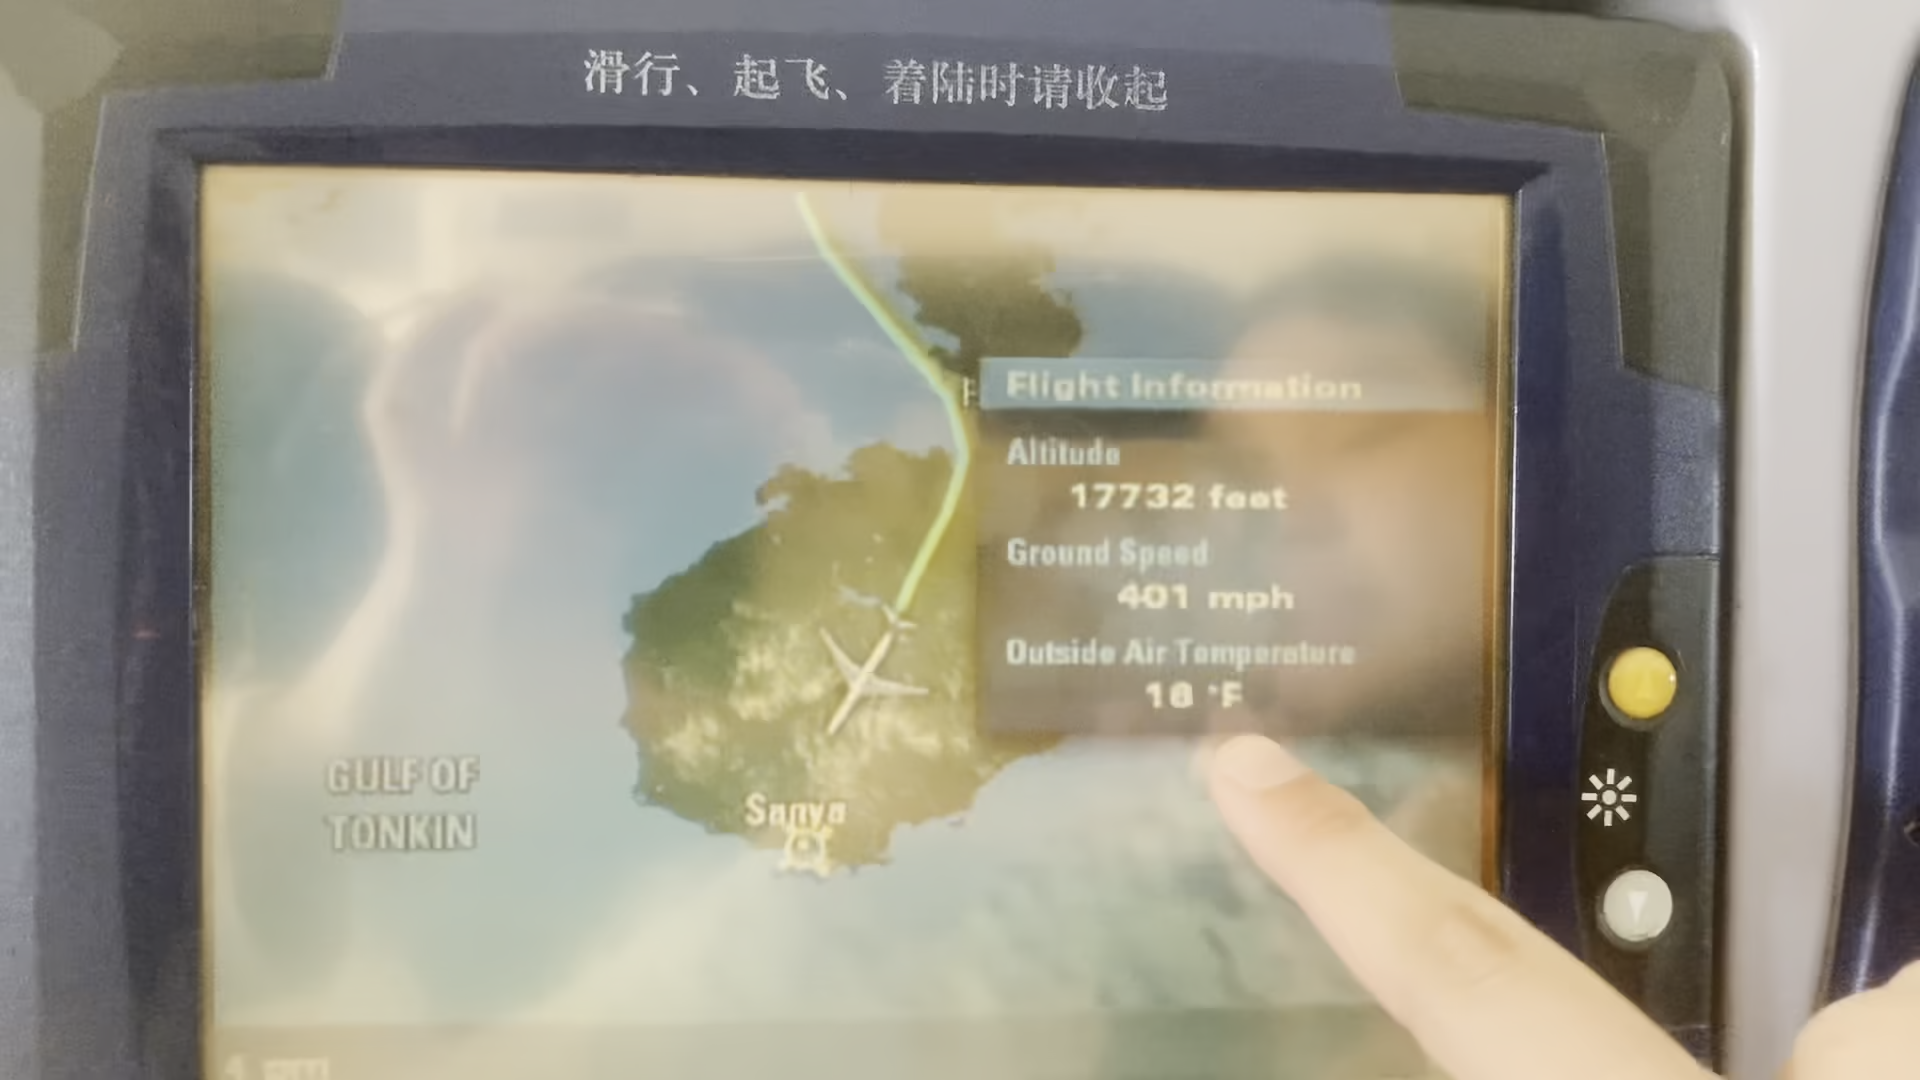 滑行、起飞、着陆时请收起
Flight Information
Altitude
17732 feet
Ground Speed
401 mph
Outside Air Temperature
18 °F
GULF OF
TONKIN
Sanya